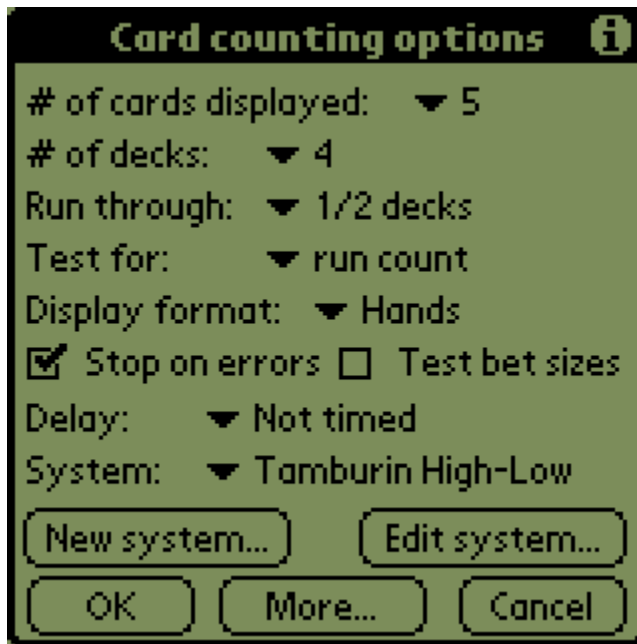 Card counting options
# of cards displayed: 5
# of decks: 4
Run through: 1/2 decks
Test for: run count
Display format: Hands
Stop on errors Test bet sizes
Delay: Not timed
System: Tamburin High-Low
New system... Edit system...
OK More... Cancel